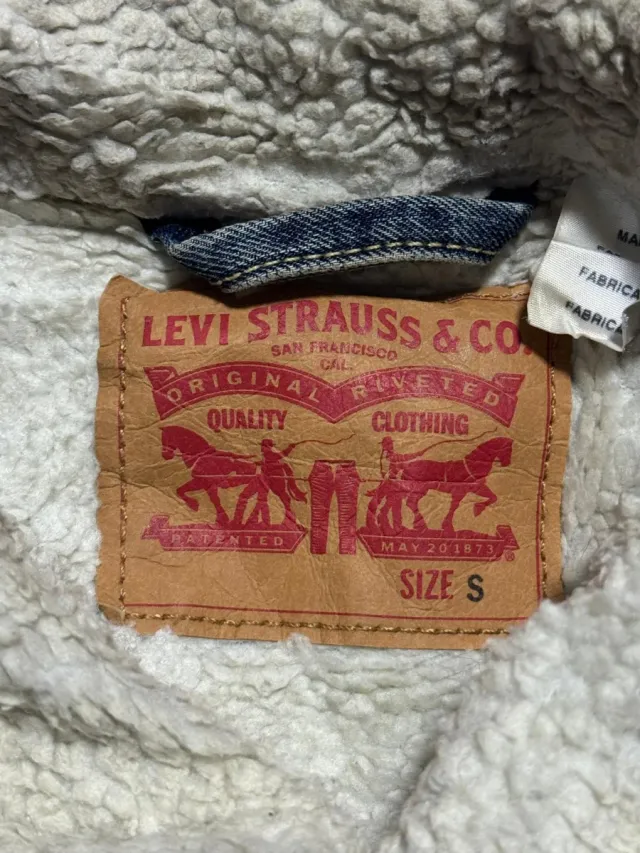 LEVI STRAUSS & CO.
SAN FRANCISCO
CAL.
ORIGINAL RIVETED
QUALITY CLOTHING
PATENTED MAY 20 1873 ®
SIZE S
FABRICA
FABRICA